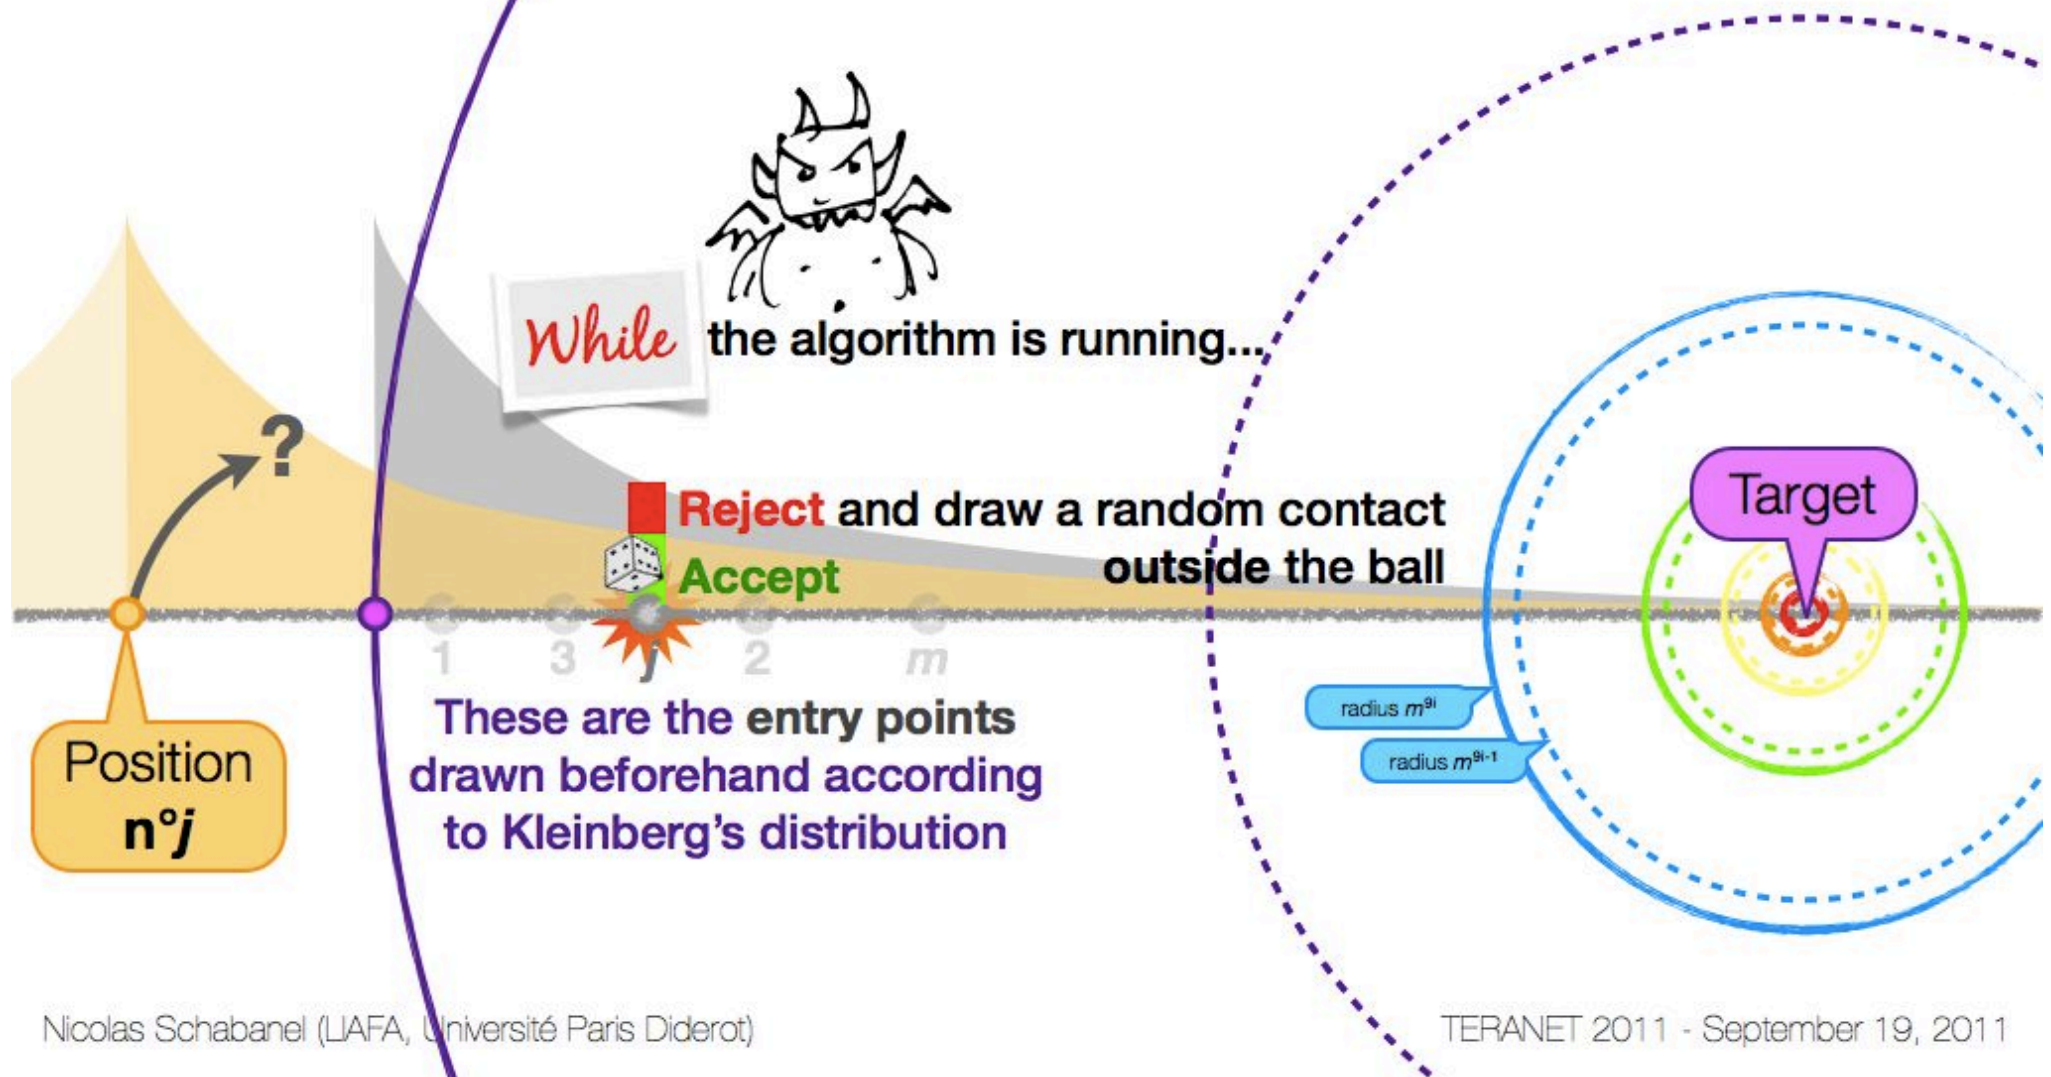 While the algorithm is running...
?
Reject and draw a random contact
outside the ball
Accept
Target
1 3 j 2 m
radius m⁹ⁱ
radius m⁹ⁱ⁻¹
Position
n°j
These are the entry points
drawn beforehand according
to Kleinberg's distribution
Nicolas Schabanel (LIAFA, Université Paris Diderot)
TERANET 2011 - September 19, 2011